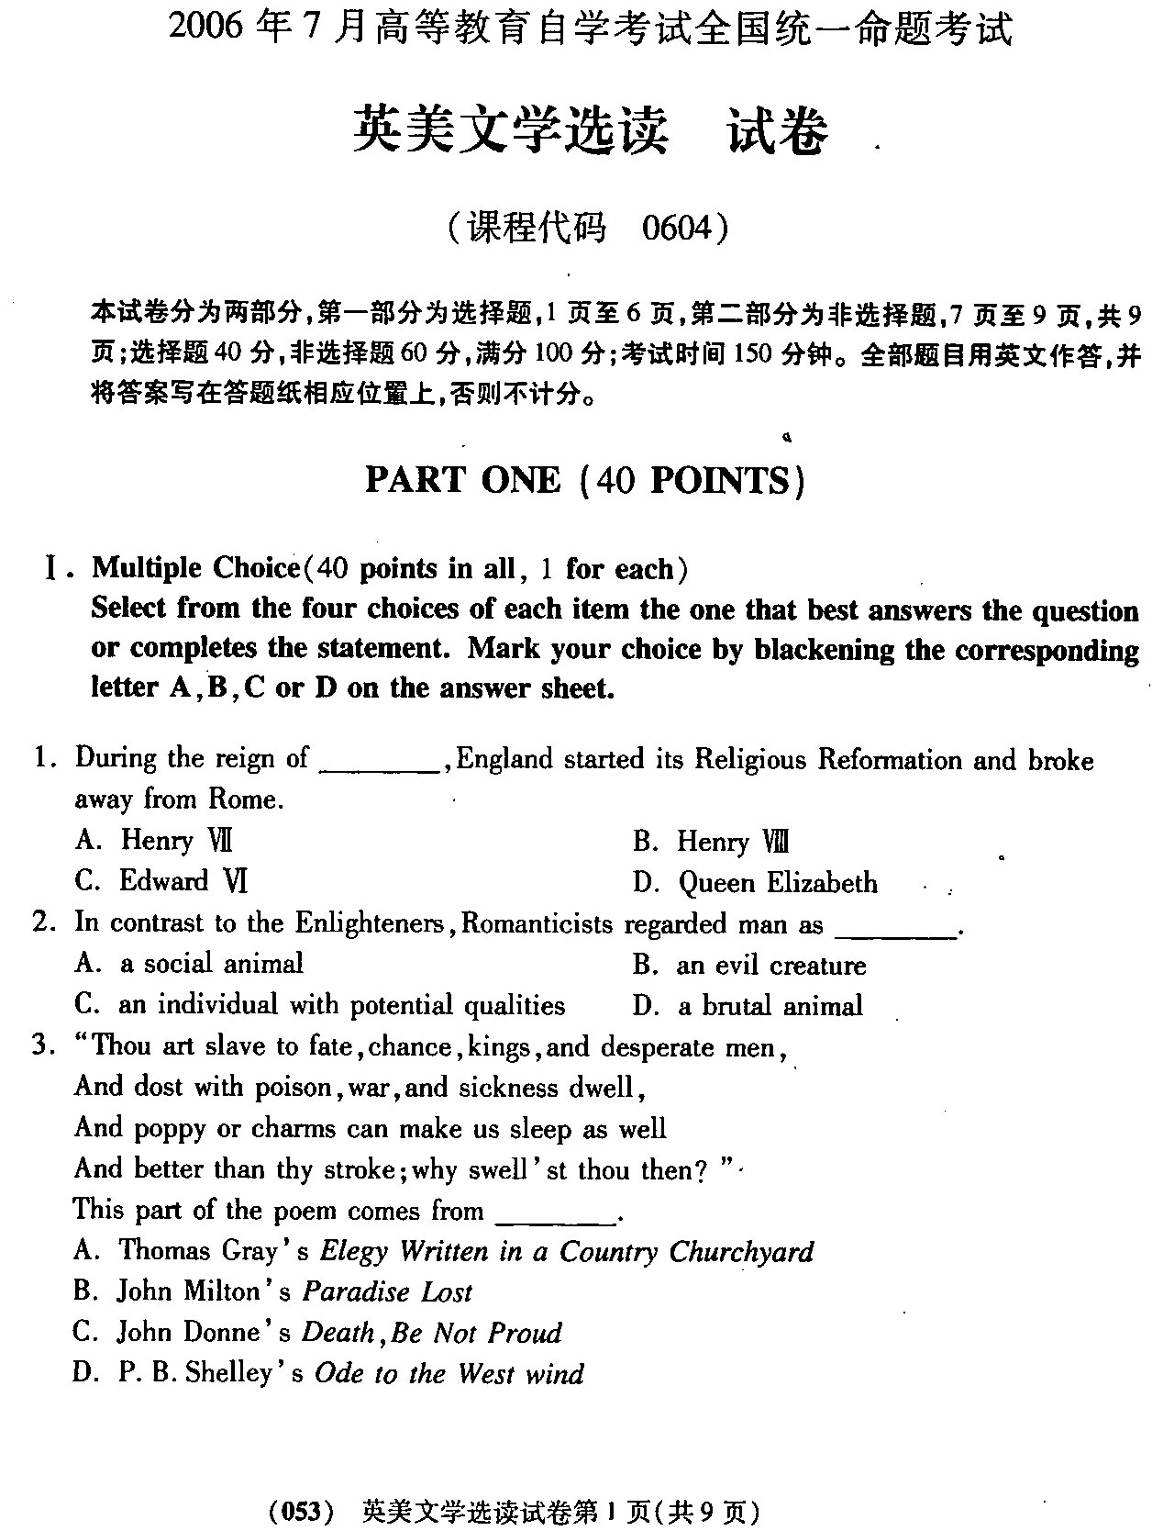 2006 年 7 月高等教育自学考试全国统一命题考试
英美文学选读 试卷
(课程代码 0604)
本试卷分为两部分,第一部分为选择题,1 页至 6 页,第二部分为非选择题,7 页至 9 页,共 9
页;选择题 40 分,非选择题 60 分,满分 100 分;考试时间 150 分钟。全部题目用英文作答,并
将答案写在答题纸相应位置上,否则不计分。
PART ONE (40 POINTS)
Ⅰ. Multiple Choice(40 points in all, 1 for each)
Select from the four choices of each item the one that best answers the question
or completes the statement. Mark your choice by blackening the corresponding
letter A,B,C or D on the answer sheet.
1. During the reign of ________,England started its Religious Reformation and broke
away from Rome.
A. Henry Ⅶ B. Henry Ⅷ
C. Edward Ⅵ D. Queen Elizabeth
2. In contrast to the Enlighteners,Romanticists regarded man as ________.
A. a social animal B. an evil creature
C. an individual with potential qualities D. a brutal animal
3. “Thou art slave to fate,chance,kings,and desperate men,
And dost with poison,war,and sickness dwell,
And poppy or charms can make us sleep as well
And better than thy stroke;why swell’st thou then? ”
This part of the poem comes from ________.
A. Thomas Gray’s Elegy Written in a Country Churchyard
B. John Milton’s Paradise Lost
C. John Donne’s Death,Be Not Proud
D. P. B. Shelley’s Ode to the West wind
(053) 英美文学选读试卷第 1 页(共 9 页)